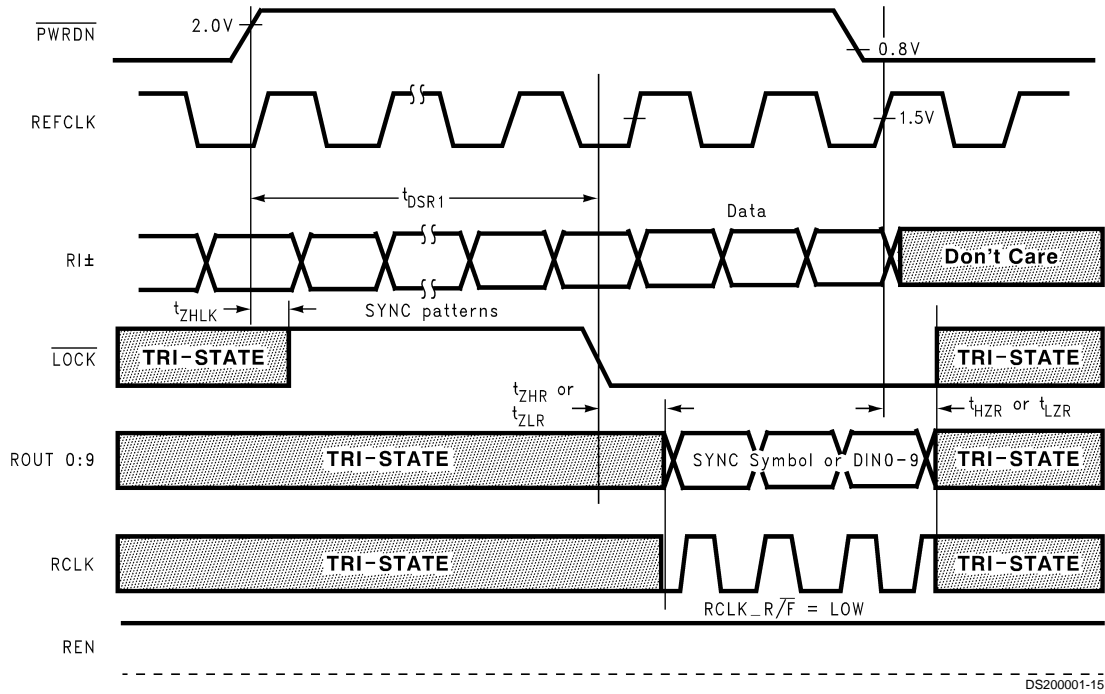 PWRDN
2.0V
0.8V
REFCLK
1.5V
tDSR1
Data
RI±
Don't Care
tZHLK
SYNC patterns
LOCK
TRI-STATE
TRI-STATE
tZHR or
tZLR
tHZR or tLZR
ROUT 0:9
TRI-STATE
SYNC Symbol or DIN0-9
TRI-STATE
RCLK
TRI-STATE
TRI-STATE
RCLK_R/F = LOW
REN
DS200001-15